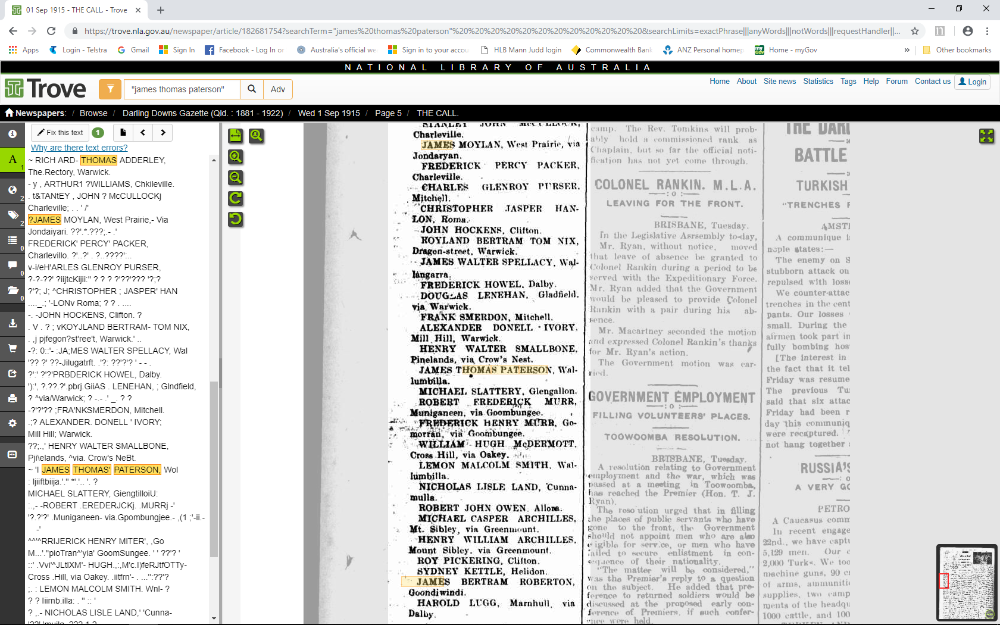 01 Sep 1915 - THE CALL. - Trove
https://trove.nla.gov.au/newspaper/article/182681754?searchTerm="james%20thomas%20paterson"%20%20%20%20%20%20%20%20%20%20%20%20%20&searchLimits=exactPhrase|||anyWords|||notWords|||requestHandler||...
Apps Login - Telstra Gmail Sign In Facebook - Log In or Australia's official we Sign in to your accou HLB Mann Judd login Commonwealth Bank ANZ Personal homep Home - myGov » Other bookmarks
NATIONAL LIBRARY OF AUSTRALIA
Trove "james thomas paterson" Adv
Home About Site news Statistics Tags Help Forum Contact us Login
Newspapers: / Browse / Darling Downs Gazette (Qld. : 1881 - 1922) / Wed 1 Sep 1915 / Page 5 / THE CALL.
Fix this text 1
Why are there text errors?
A 1
2
2
0
0
0
~ RICH ARD- THOMAS ADDERLEY,
The.Rectory, Warwick.
- y , ARTHUR1 ?WILLIAMS, Chkileville.
. t&TANtEY , JOHN ? McCULLOCKj
Charleville; . . ' /'
?JAMES MOYLAN, West Prairie,- Via
Jondaiyari. ??'.*.???;.- .'
FREDERICK' PERCY' PACKER,
Charlevillo. ?'..?' . ?..????':..
v-i/eH'ARLES GLENROY PURSER,
?-?-??' ?iijtcKijii:" ? ? ? ?'??'??? '?;?
?'?; J; ^CHRISTOPHER ; JASPER' HAN
...._.; '-LONv Roma; ? ? . ....
-. -JOHN HOCKENS, Clifton. ?
. V . ? ; vKOYJLAND BERTRAM- TOM NIX,
. ,j pjfegon?st'ree't, Warwick.' ..
-?: 0::'- :JA;MES WALTER SPELLACY, Wal
'?? ?' ??-Jilugatrft. .'?: ??'?'? ' - - .
?':' ?'?'PRBDERICK HOWEL, Dalby.
'):', ?.??.?'.pbrj.GiiAS . LENEHAN, ; Glndfield,
? ^via/Warwick; ? -.- .' _. ? ?
-?'?'?? ;FRA'NKSMERDON, Mitchell.
.;? ALEXANDER. DONELL ' IVORY;
Mill Hill; Warwick.
??;.,' HENRY WALTER SMALLBONE,
Pji\elands, ^via. Crow's NeBt.
~ 'I JAMES THOMAS' PATERSON, Wol
: Ijiiftbiija.'." *'.'.. '. ?
MICHAEL SLATTERY, GiengtilloiU:
:.,- -ROBERT .EREDERJCKj. .MURRj -'
'?.?'?' .Muniganeen- via.Gpombungjee.- ,(1 ;'-ii.-
-'
^^'^RRIJERICK HENRY MITER', ,Go
M...'."pioTran^'yia' GoomSungee. ' ' ??'? '
::' .Vvi'^JLtlXM'- HUGH.,:,M'c.I)feRJtfOTTy-
Cross .Hill, via Oakey. .iitfrn'- . ...":??'?
;. : LEMON MALCOLM SMITH. Wnl- ?
? ? Iiirnb.illa: . " :: '
? ,.- NICHOLAS LISLE LAND,' 'Cunna-
STANLEY JOHN McCULLOCK,
Charleville.
JAMES MOYLAN, West Prairie, via
Jondaryan.
FREDERICK PERCY PACKER,
Charleville.
CHARLES GLENROY PURSER,
Mitchell.
CHRISTOPHER JASPER HAN-
LON, Roma.
JOHN HOCKENS, Clifton.
ROYLAND BERTRAM TOM NIX,
Dragon-street, Warwick.
JAMES WALTER SPELLACY, Wal-
langarra.
FREDERICK HOWEL, Dalby.
DOUGLAS LENEHAN, Gladfield,
via Warwick.
FRANK SMERDON, Mitchell.
ALEXANDER DONELL IVORY,
Mill Hill, Warwick.
HENRY WALTER SMALLBONE,
Pinelands, via Crow's Nest.
JAMES THOMAS PATERSON, Wal-
lumbilla.
MICHAEL SLATTERY, Glengallon.
ROBERT FREDERICK MURR,
Muniganeen, via Goombungee.
FREDERICK HENRY MURR, Go-
morran, via Goombungee.
WILLIAM HUGH McDERMOTT,
Cross Hill, via Oakey.
LEMON MALCOLM SMITH, Wal-
lumbilla.
NICHOLAS LISLE LAND, Cunna-
mulla.
ROBERT JOHN OWEN, Allora.
MICHAEL CASPER ARCHILLES,
Mt. Sibley, via Greenmount.
HENRY WILLIAM ARCHILLES,
Mount Sibley, via Greenmount.
ROY PICKERING, Clifton.
SYDNEY KETTLE, Helidon.
JAMES BERTRAM ROBERTON,
Goondiwindi.
HAROLD LUGG, Marnhull, via
Dalby.
camp. The Rev. Tomkins will prob-
ably hold a commissioned rank as
Chaplain, but so far the official noti-
fication has not yet come through.
COLONEL RANKIN. M.L.A.
:o:
LEAVING FOR THE FRONT.
BRISBANE, Tuesday.
In the Legislative Asrsembly to-day,
Mr. Ryan, without notice, moved
that leave of absence be granted to
Colonel Rankin during a period to be
served with the Expeditionary Force.
Mr. Ryan added that the Government
would be pleased to provide Colonel
Rankin with a pair during his ab-
sence.
Mr. Macartney seconded the motion
and expressed Colonel Rankin's thanks
for Mr. Ryan's action.
The Government motion was car-
ried.
GOVERNMENT EMPLOYMENT
:o:
FILLING VOLUNTEERS' PLACES.
TOOWOOMBA RESOLUTION.
BRISBANE, Tuesday.
A resolution relating to Government
employment and the war, which was
passed at a meeting in Toowoomba,
has reached the Premier (Hon. T. J.
Ryan).
The reso'ution urged that in filling
the places of public servants who have
gone to the front, the Government
should not appoint men who are also
e igible for serv.ce, or men who have
failed to secure enlistment in con-
sequence of their nationality.
"The matter will be considered,"
was the Premier's reply to a question
on the subject. He added that pre-
ference to returned soldiers would be
discussed at the proposed early con-
ference of Premiers, if such confer-
ence were held.
THE DARD
BATTLE
TURKISH
"TRENCHES F
AMST
A communique i
nople states:—
The enemy on S
stubborn attack on
repulsed with losse
We counter-attac
trenches in the cent
pants. Our losses
small. During the
airmen took part in
fully bombing hos
[The interest in
the fact that it tel
Friday was resume
The previous Tu
said that six attac
Friday had been r
day this communiq
were recaptured.
not hang together
RUSSIA'S
:o
A VERY GO
PETRO
A Caucasus comm
In recent engage
22nd., we have captu
5,129 men. Our c
2,000 Turks. We too
machine guns, 90 ca
of arms, ammuniti
supplies, two camp
ments of the headqu
1000 cattle, and 100